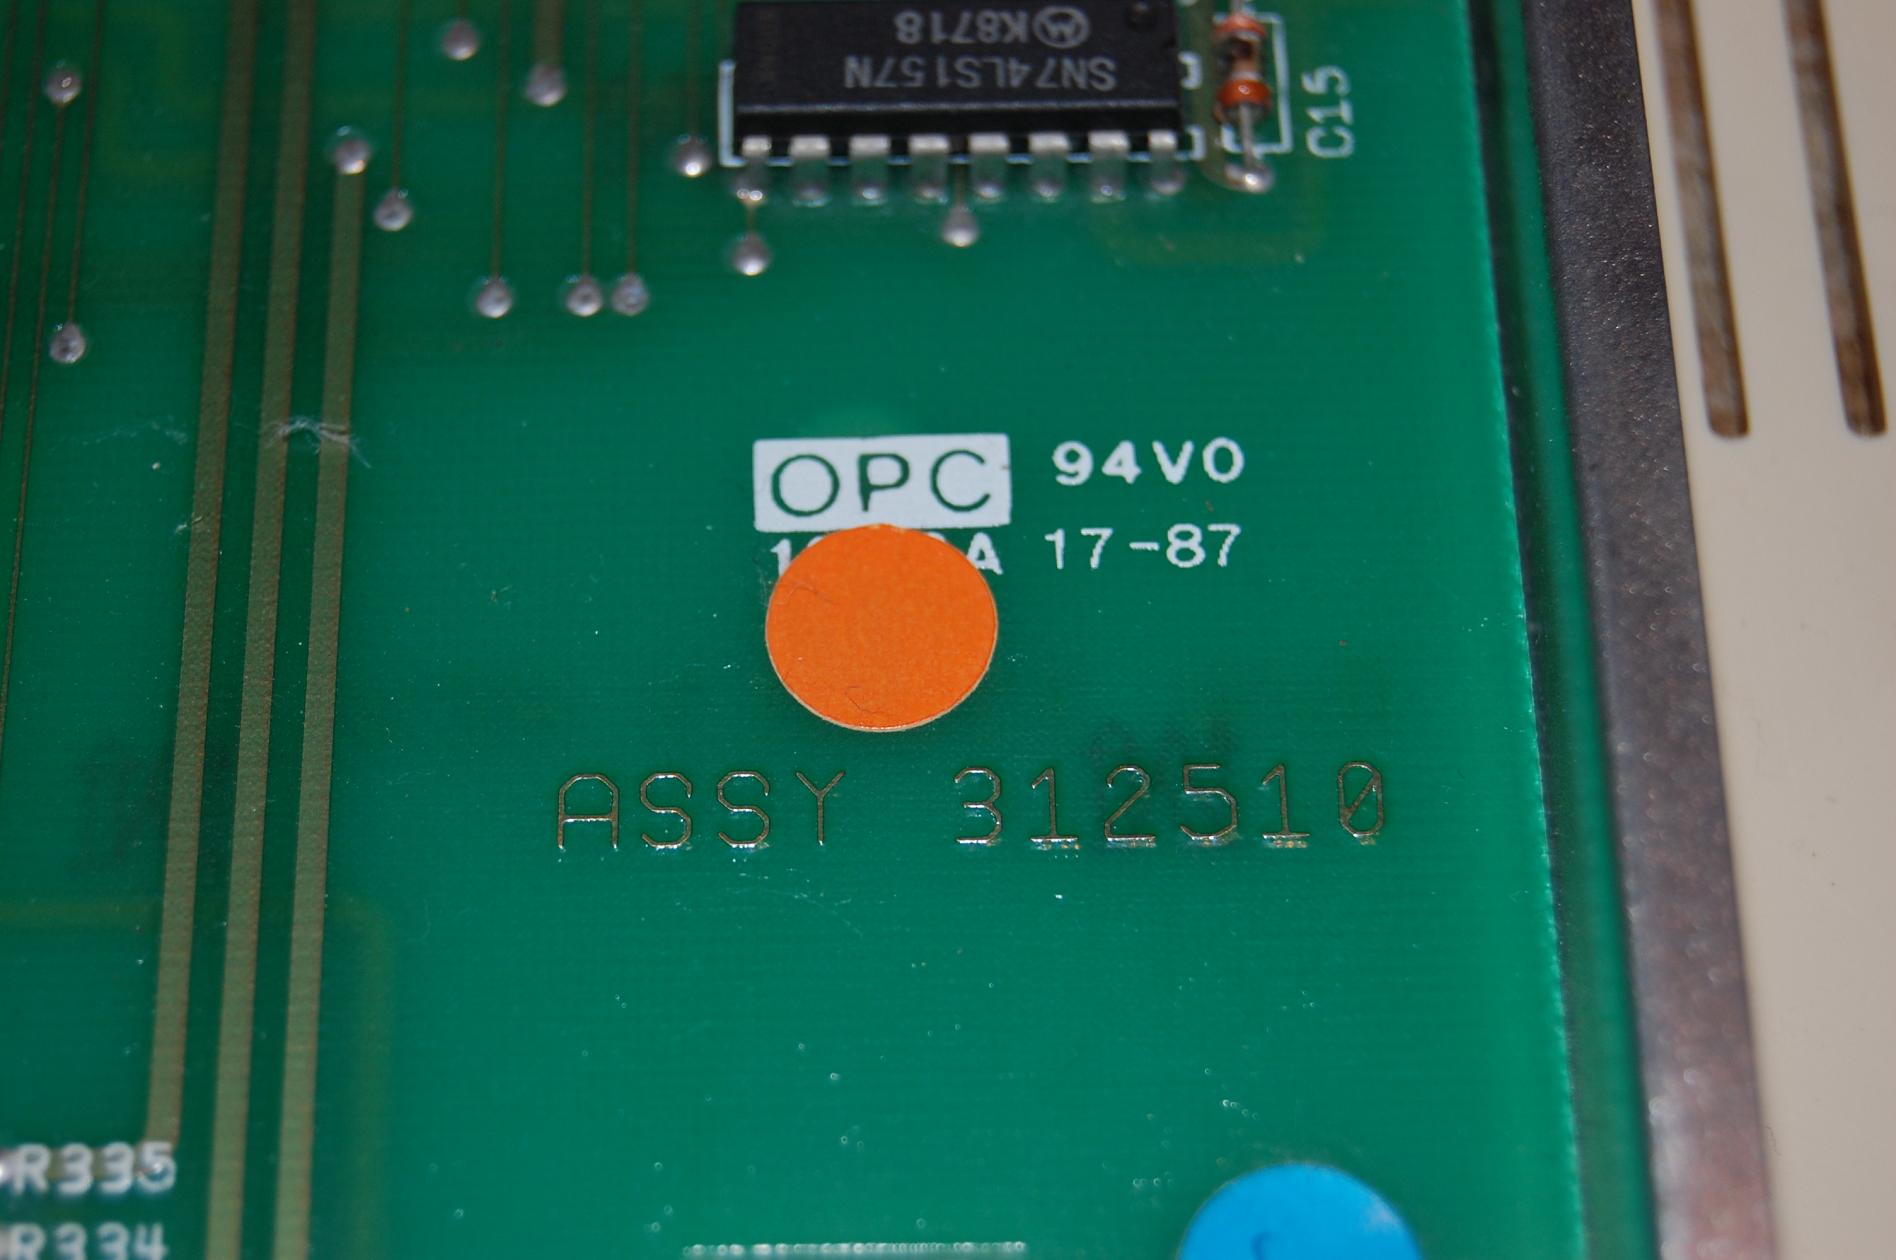 K8718
SN74LS157N
C15
OPC 94V0
17-87
ASSY 312510
R335
R334